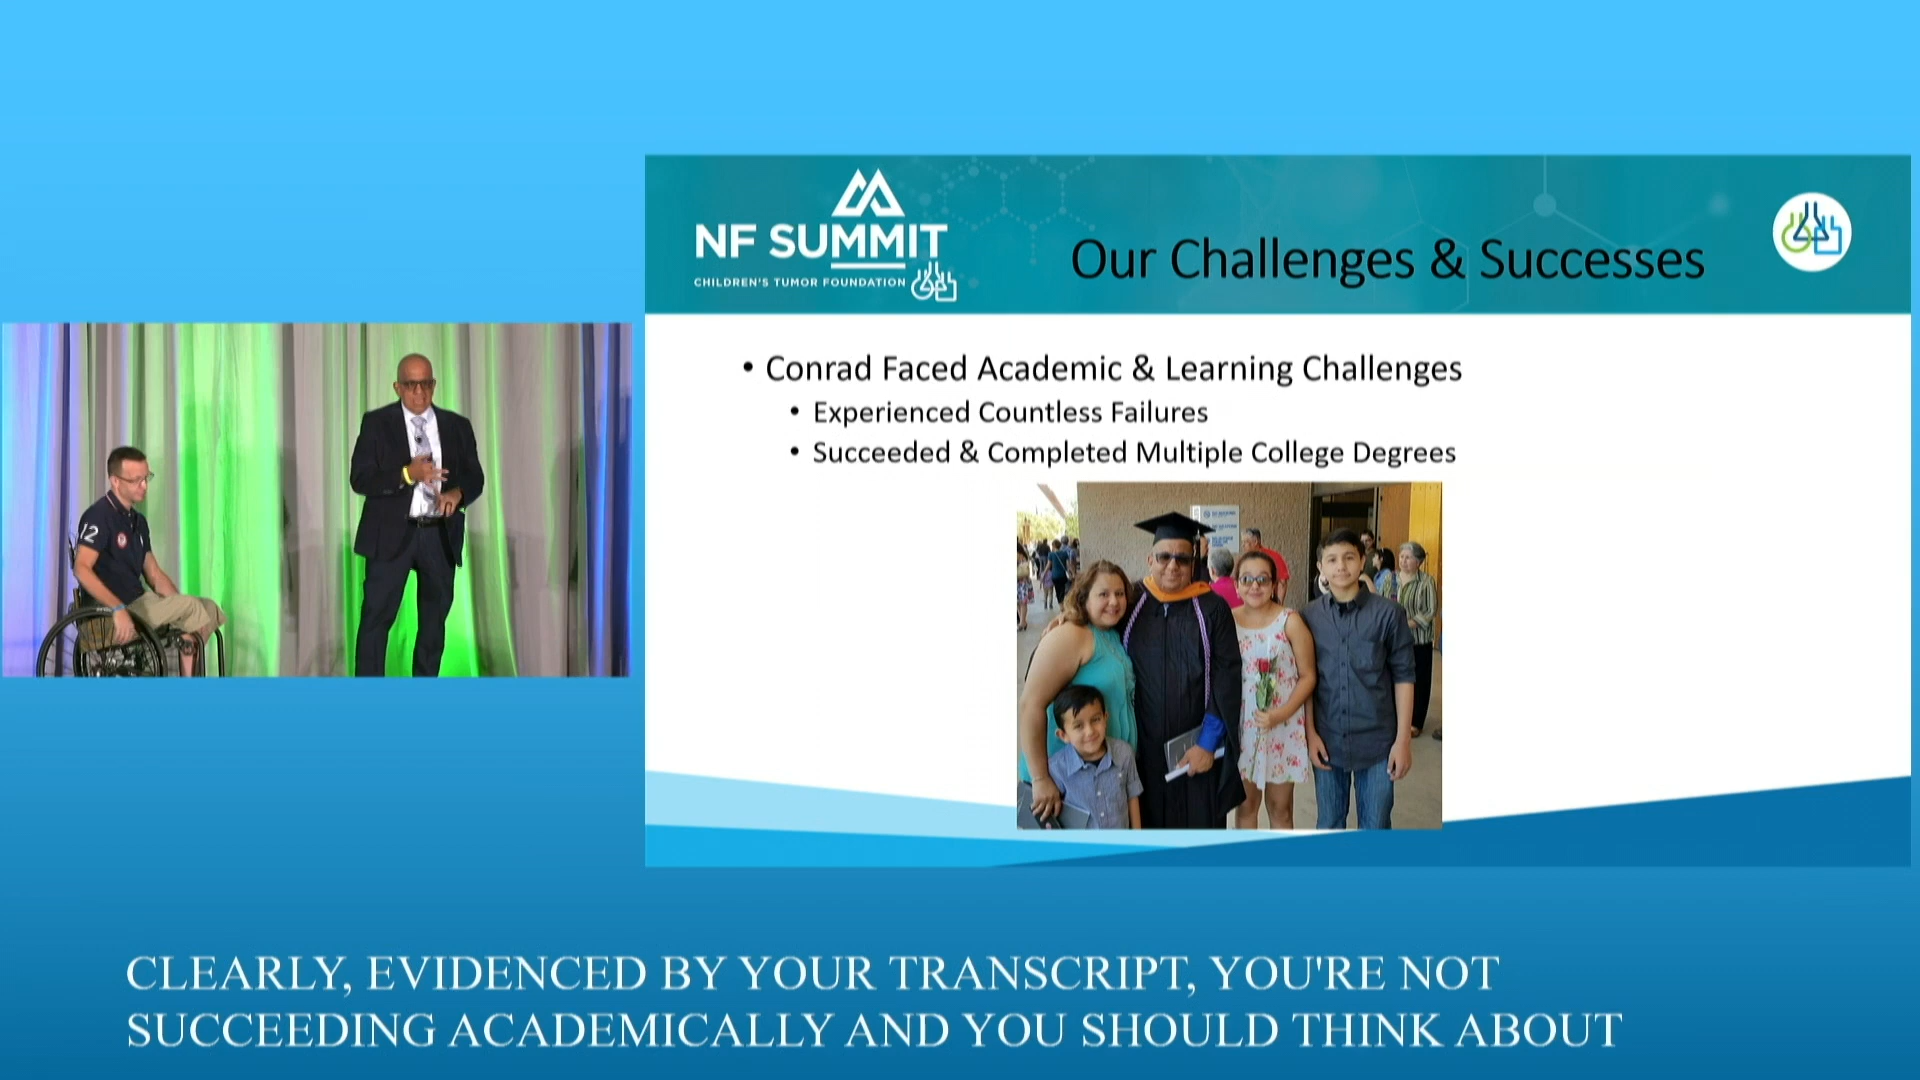 NF SUMMIT
CHILDREN'S TUMOR FOUNDATION
Our Challenges & Successes
• Conrad Faced Academic & Learning Challenges
• Experienced Countless Failures
• Succeeded & Completed Multiple College Degrees
12
CLEARLY, EVIDENCED BY YOUR TRANSCRIPT, YOU'RE NOT
SUCCEEDING ACADEMICALLY AND YOU SHOULD THINK ABOUT